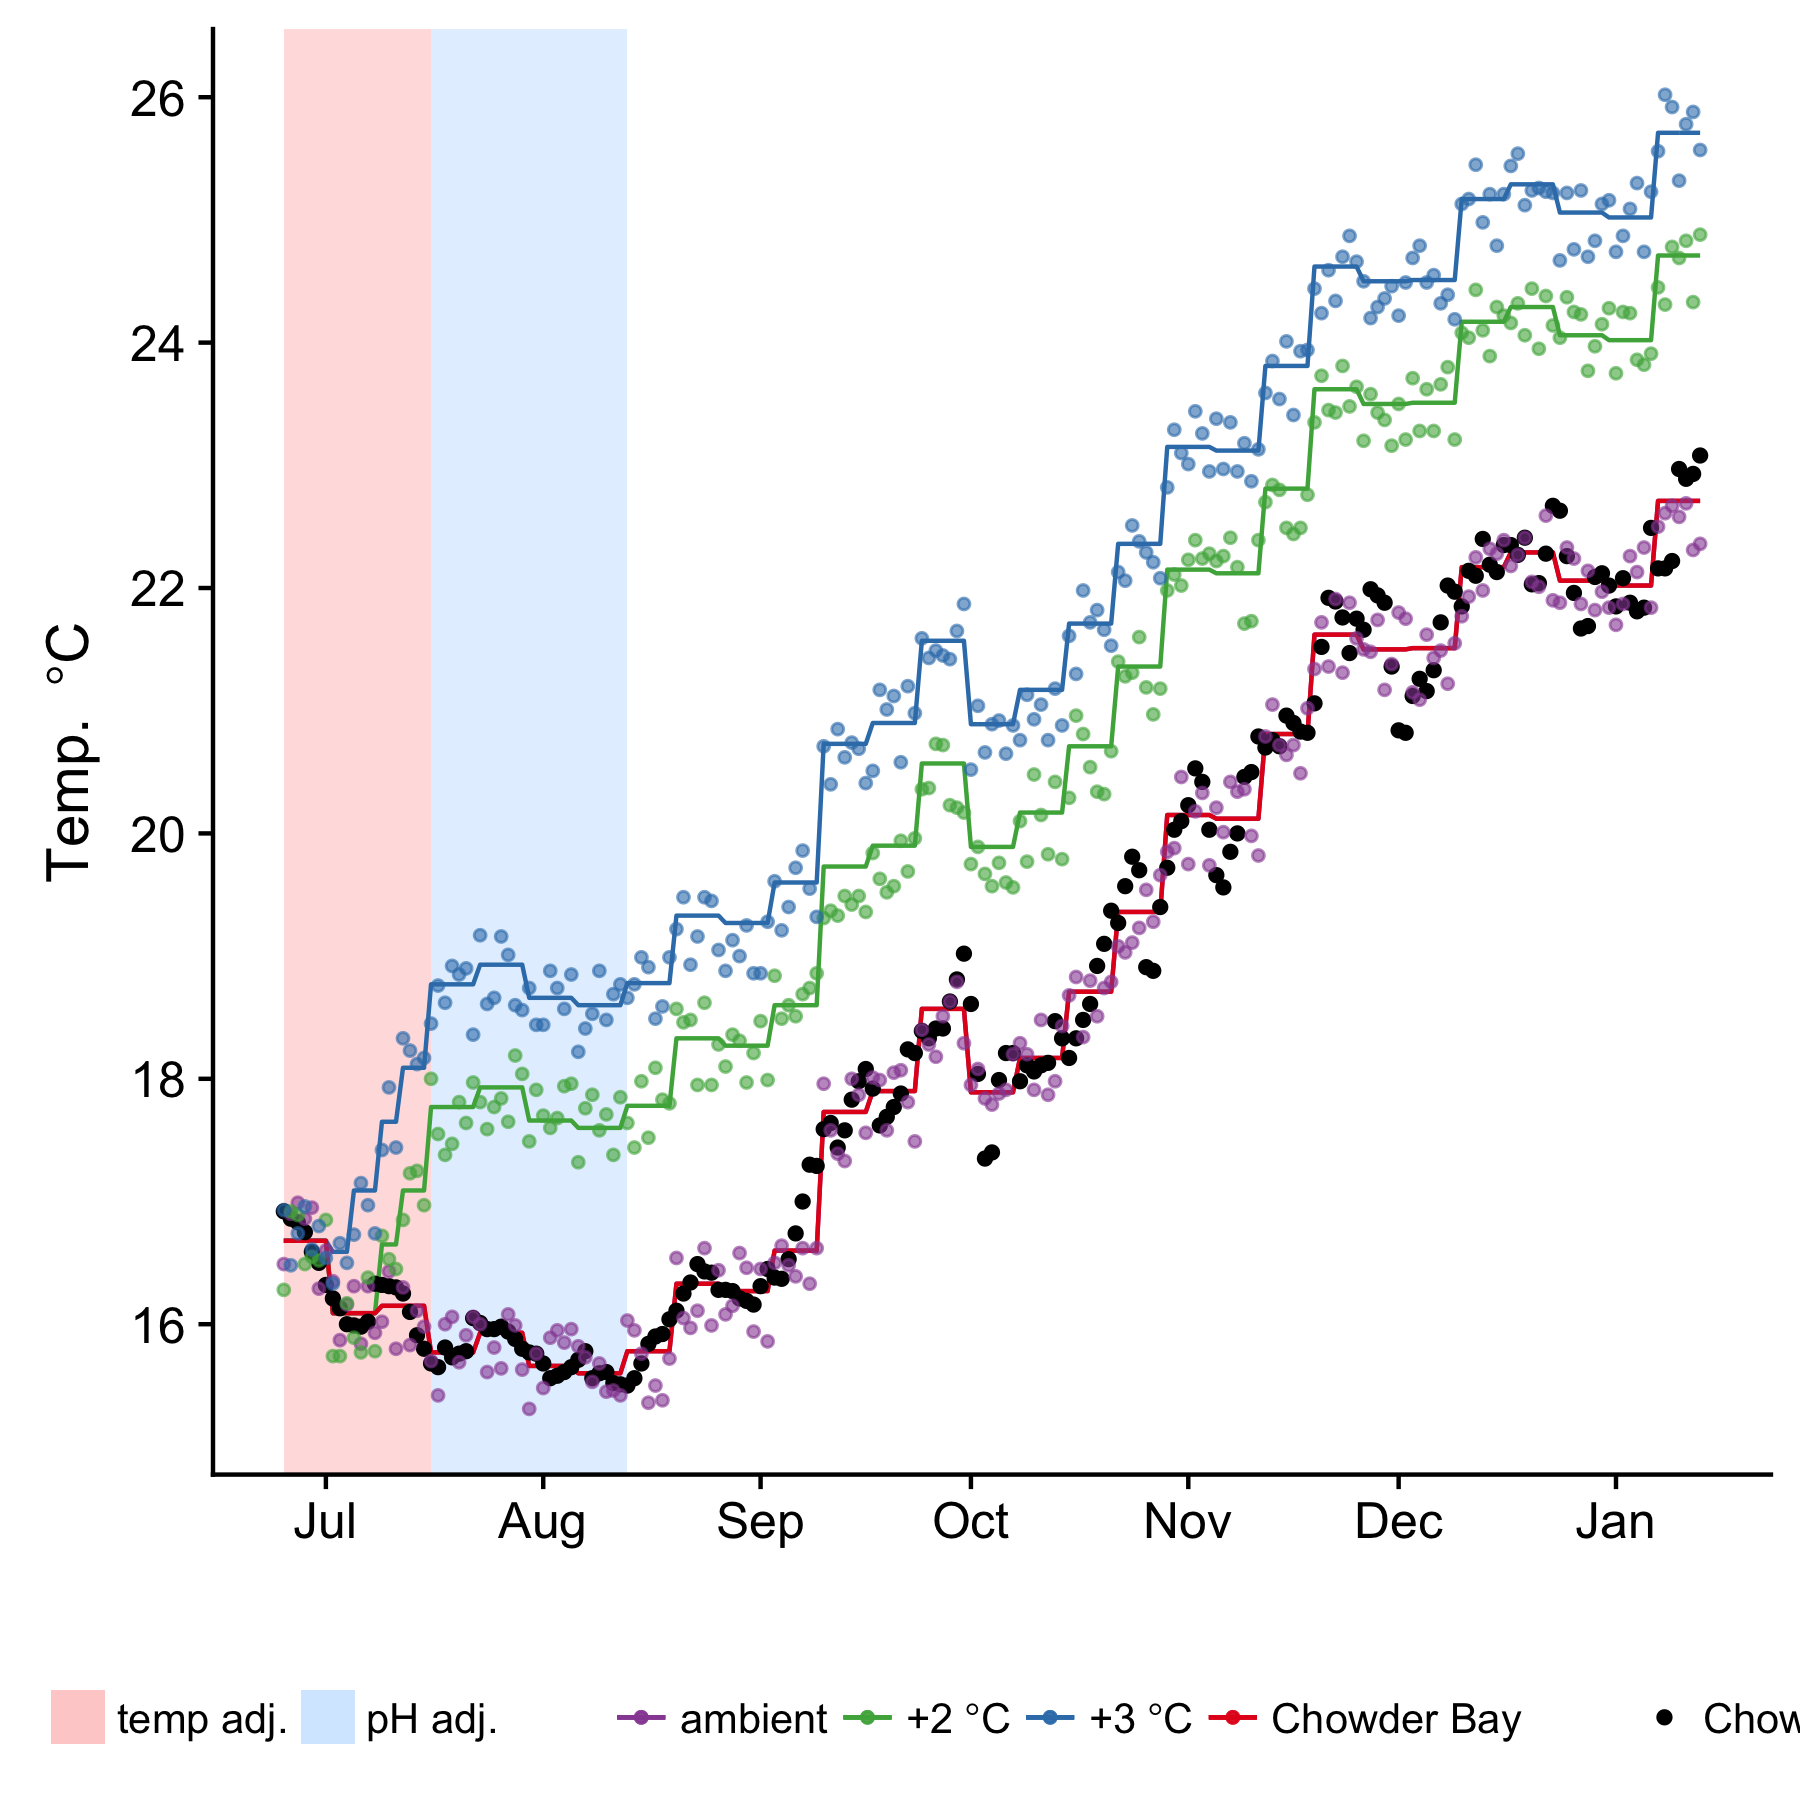 26
24
22
20
18
16
Temp. °C
Jul Aug Sep Oct Nov Dec Jan
temp adj. pH adj. ambient +2 °C +3 °C Chowder Bay Chow